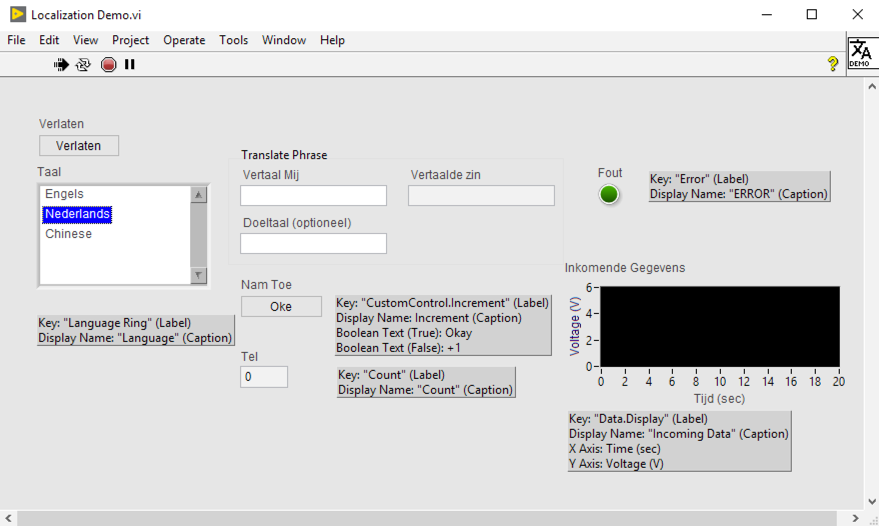 Localization Demo.vi
File Edit View Project Operate Tools Window Help
文A
DEMO
Verlaten
Verlaten
Taal
Engels
Nederlands
Chinese
Key: "Language Ring" (Label)
Display Name: "Language" (Caption)
Translate Phrase
Vertaal Mij
Vertaalde zin
Doeltaal (optioneel)
Nam Toe
Oke
Key: "CustomControl.Increment" (Label)
Display Name: Increment (Caption)
Boolean Text (True): Okay
Boolean Text (False): +1
Tel
0
Key: "Count" (Label)
Display Name: "Count" (Caption)
Fout
Key: "Error" (Label)
Display Name: "ERROR" (Caption)
Inkomende Gegevens
Voltage (V)
6
4
2
0
0 2 4 6 8 10 12 14 16 18 20
Tijd (sec)
Key: "Data.Display" (Label)
Display Name: "Incoming Data" (Caption)
X Axis: Time (sec)
Y Axis: Voltage (V)